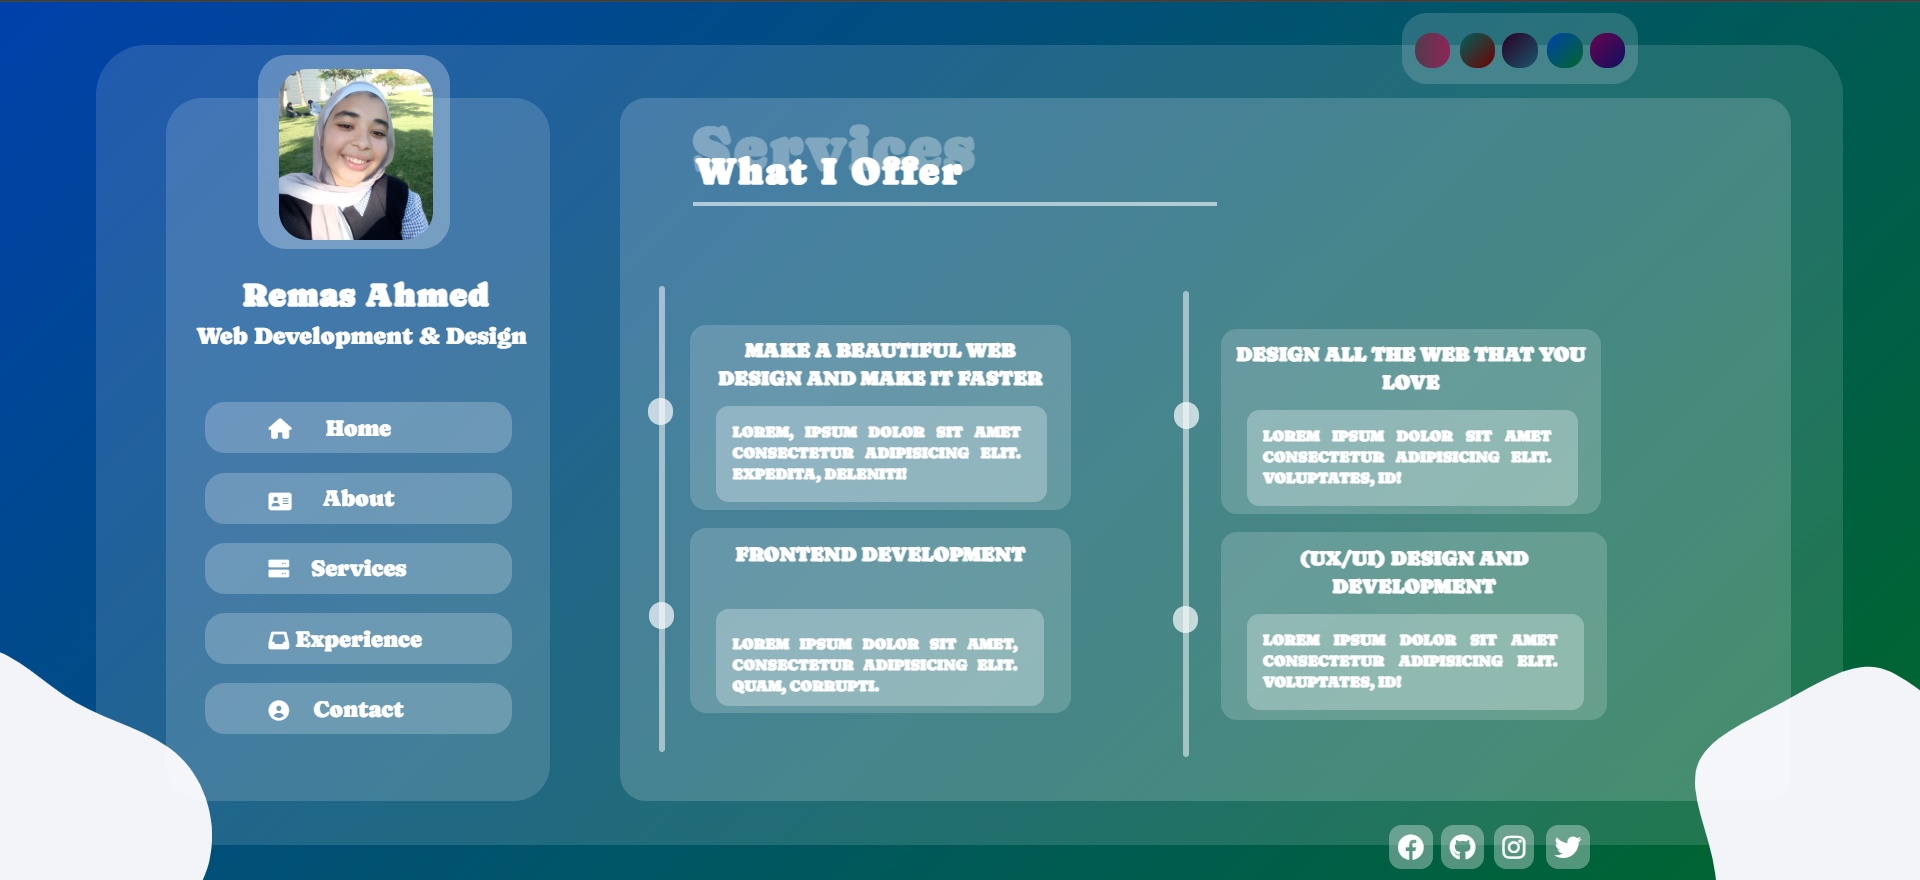 Services
What I Offer
Remas Ahmed
Web Development & Design
Home
About
Services
Experience
Contact
MAKE A BEAUTIFUL WEB
DESIGN AND MAKE IT FASTER
LOREM, IPSUM DOLOR SIT AMET
CONSECTETUR ADIPISICING ELIT.
EXPEDITA, DELENITI!
FRONTEND DEVELOPMENT
LOREM IPSUM DOLOR SIT AMET,
CONSECTETUR ADIPISICING ELIT.
QUAM, CORRUPTI.
DESIGN ALL THE WEB THAT YOU
LOVE
LOREM IPSUM DOLOR SIT AMET
CONSECTETUR ADIPISICING ELIT.
VOLUPTATES, ID!
(UX/UI) DESIGN AND
DEVELOPMENT
LOREM IPSUM DOLOR SIT AMET
CONSECTETUR ADIPISICING ELIT.
VOLUPTATES, ID!